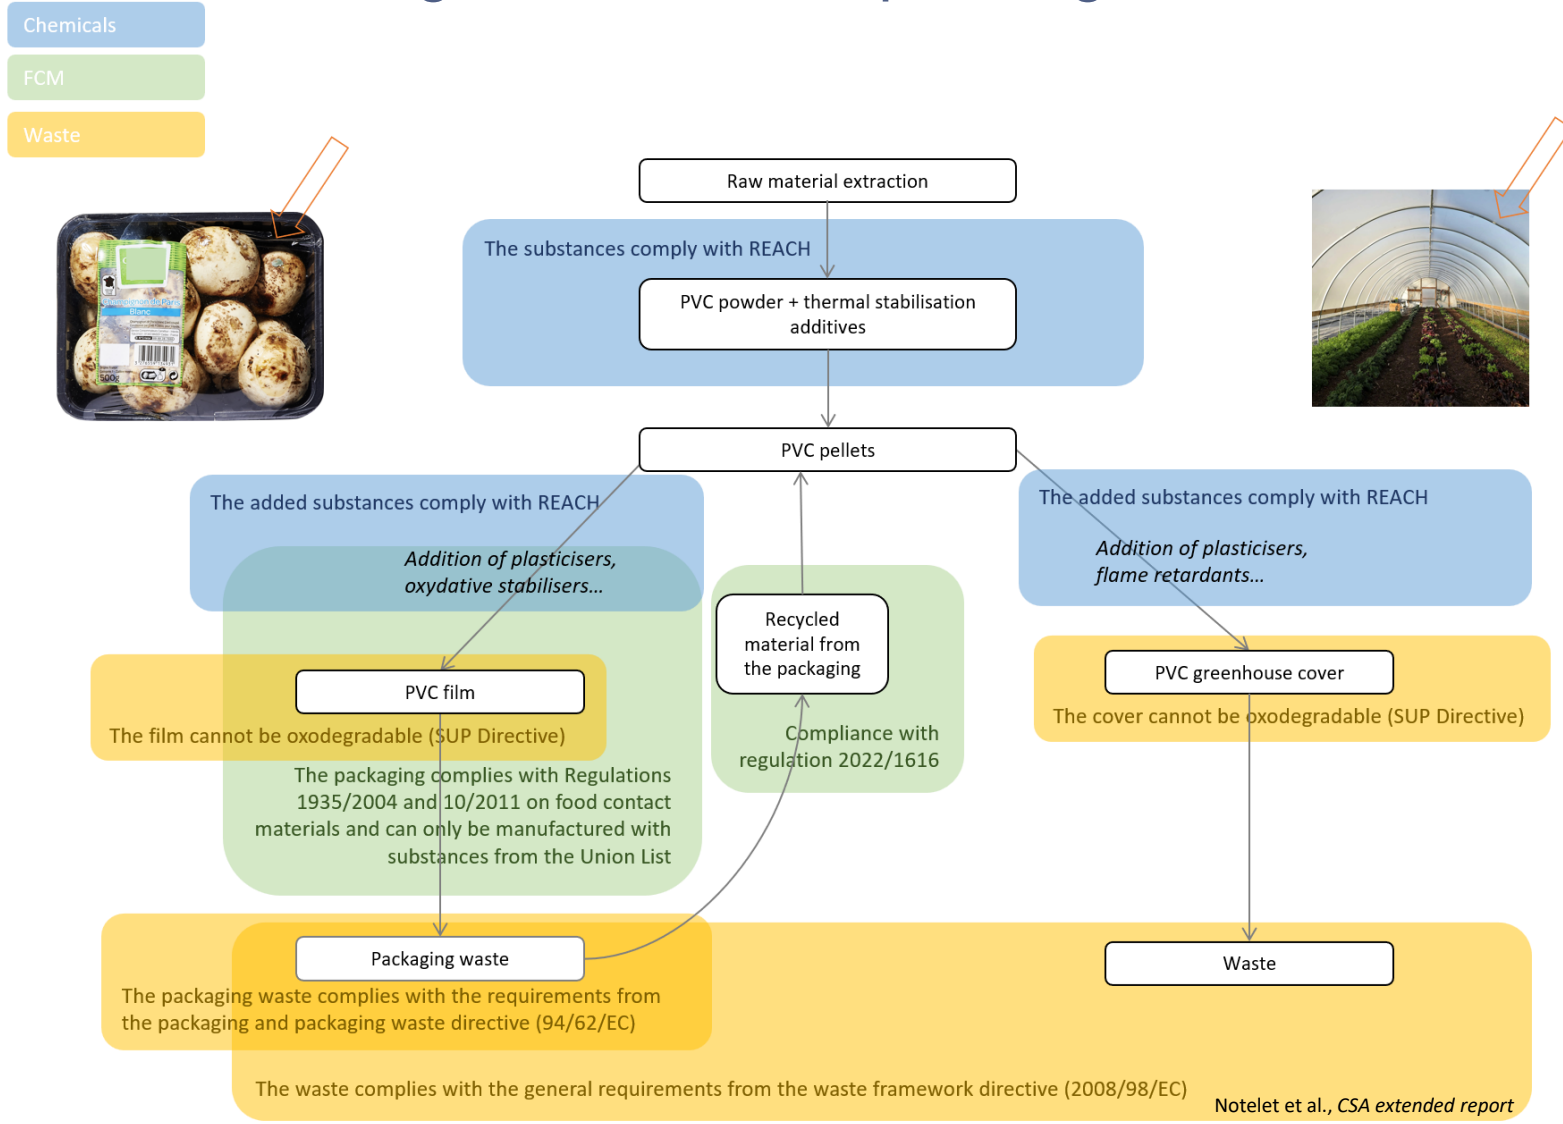 Chemicals
FCM
Waste
Raw material extraction
The substances comply with REACH
PVC powder + thermal stabilisation
additives
Blanc
500g
PVC pellets
The added substances comply with REACH
Addition of plasticisers,
oxydative stabilisers...
The added substances comply with REACH
Addition of plasticisers,
flame retardants...
Recycled
material from
the packaging
Compliance with
regulation 2022/1616
PVC film
The film cannot be oxodegradable (SUP Directive)
The packaging complies with Regulations
1935/2004 and 10/2011 on food contact
materials and can only be manufactured with
substances from the Union List
PVC greenhouse cover
The cover cannot be oxodegradable (SUP Directive)
Packaging waste
The packaging waste complies with the requirements from
the packaging and packaging waste directive (94/62/EC)
Waste
The waste complies with the general requirements from the waste framework directive (2008/98/EC)
Notelet et al., CSA extended report